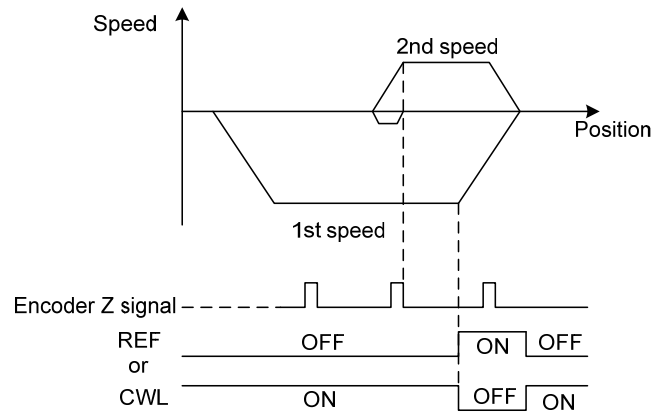 Speed
2nd speed
Position
1st speed
Encoder Z signal
REF OFF ON OFF
or
CWL ON OFF ON